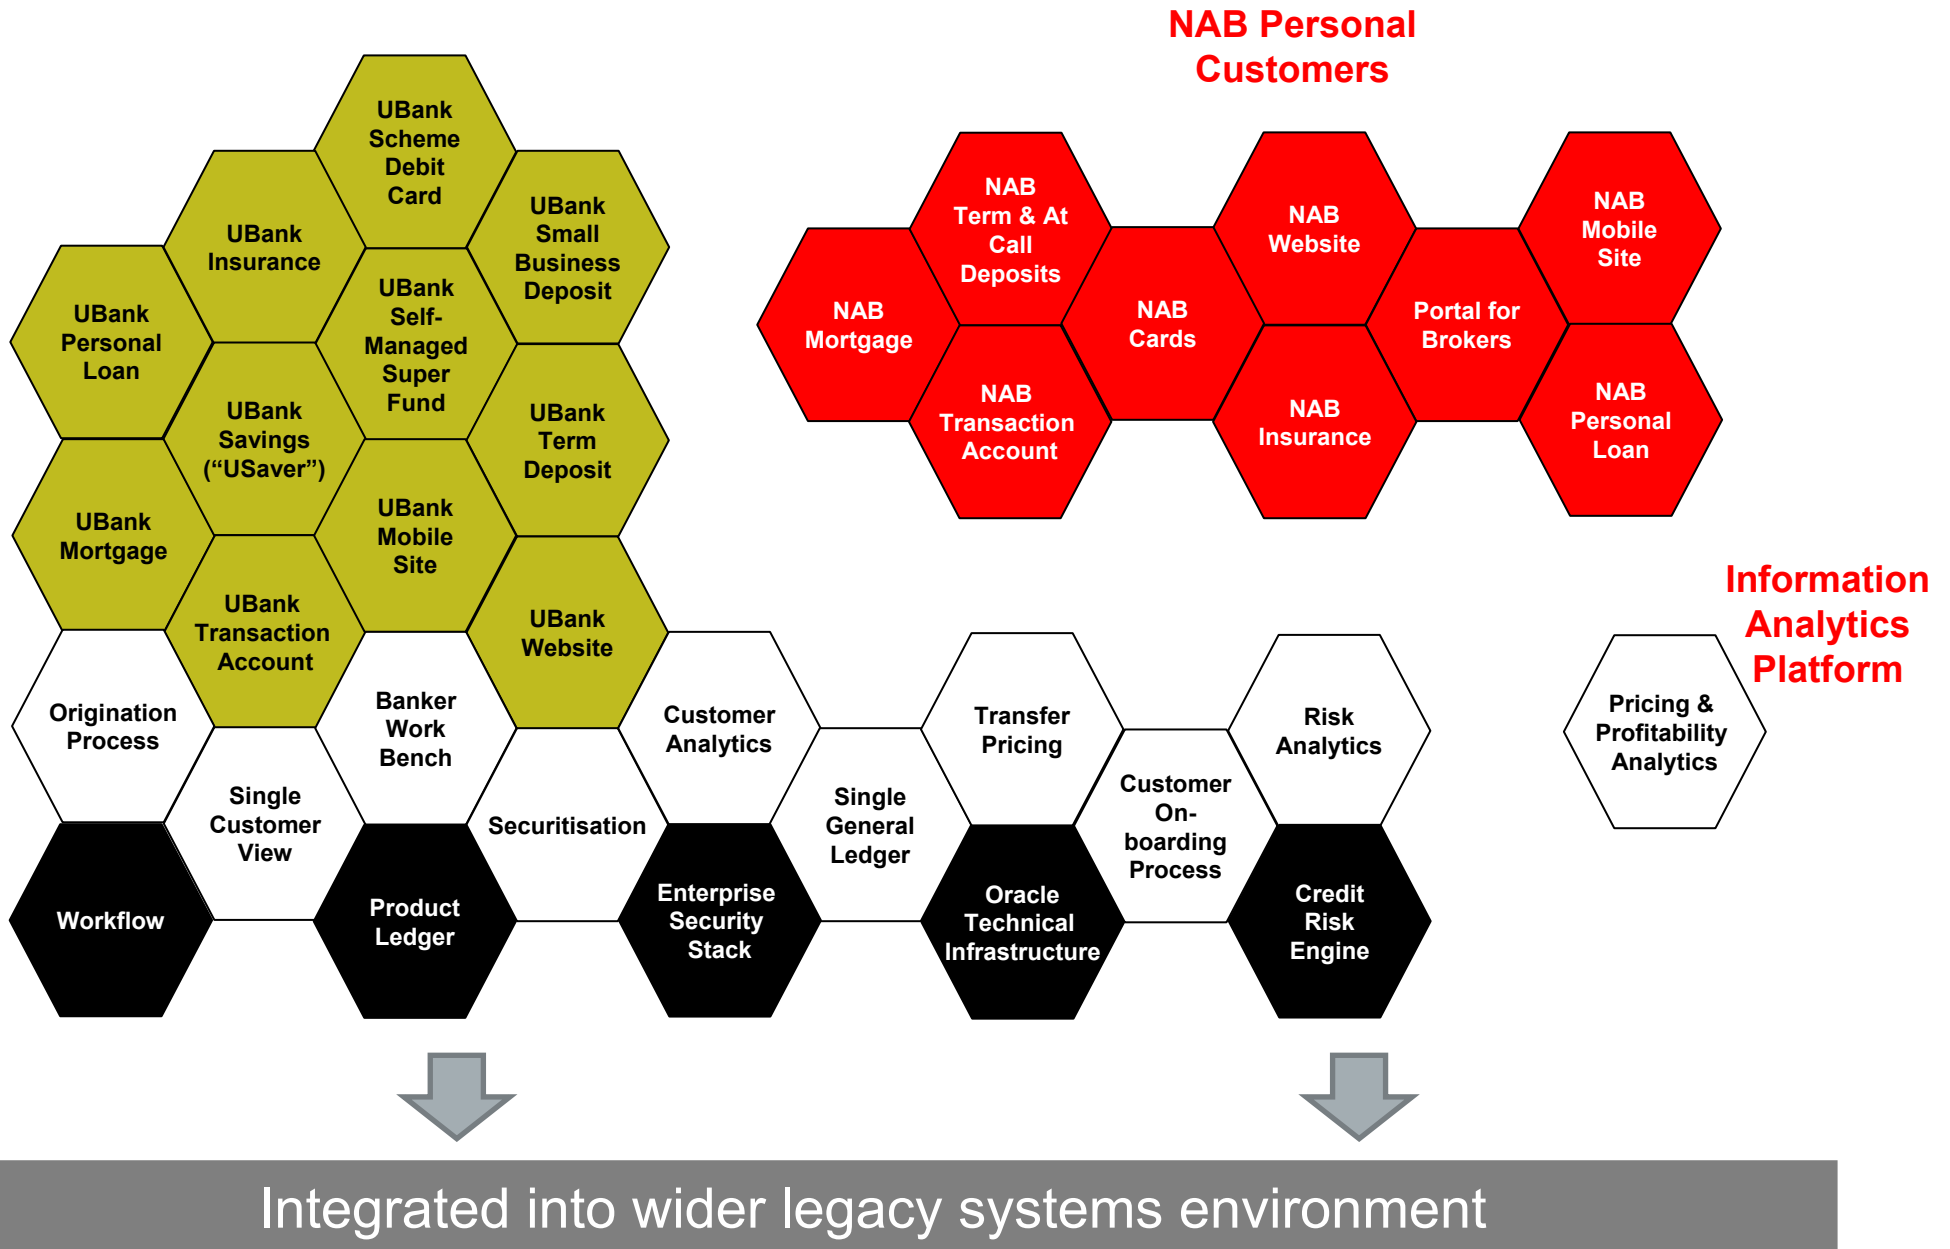 NAB Personal
Customers
UBank
Scheme
Debit
Card
UBank
Insurance
UBank
Small
Business
Deposit
UBank
Personal
Loan
UBank
Self-
Managed
Super
Fund
UBank
Savings
(“USaver”)
UBank
Term
Deposit
UBank
Mortgage
UBank
Mobile
Site
UBank
Transaction
Account
UBank
Website
NAB
Term & At
Call
Deposits
NAB
Website
NAB
Mobile
Site
NAB
Mortgage
NAB
Cards
Portal for
Brokers
NAB
Transaction
Account
NAB
Insurance
NAB
Personal
Loan
Information
Analytics
Platform
Origination
Process
Banker
Work
Bench
Customer
Analytics
Transfer
Pricing
Risk
Analytics
Pricing &
Profitability
Analytics
Single
Customer
View
Securitisation
Single
General
Ledger
Customer
On-
boarding
Process
Workflow
Product
Ledger
Enterprise
Security
Stack
Oracle
Technical
Infrastructure
Credit
Risk
Engine
Integrated into wider legacy systems environment